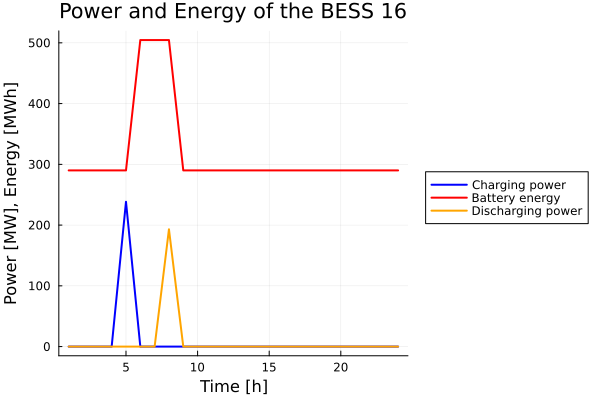 Power and Energy of the BESS 16
Power [MW], Energy [MWh]
500
400
300
200
100
0
5
10
15
20
Time [h]
Charging power
Battery energy
Discharging power